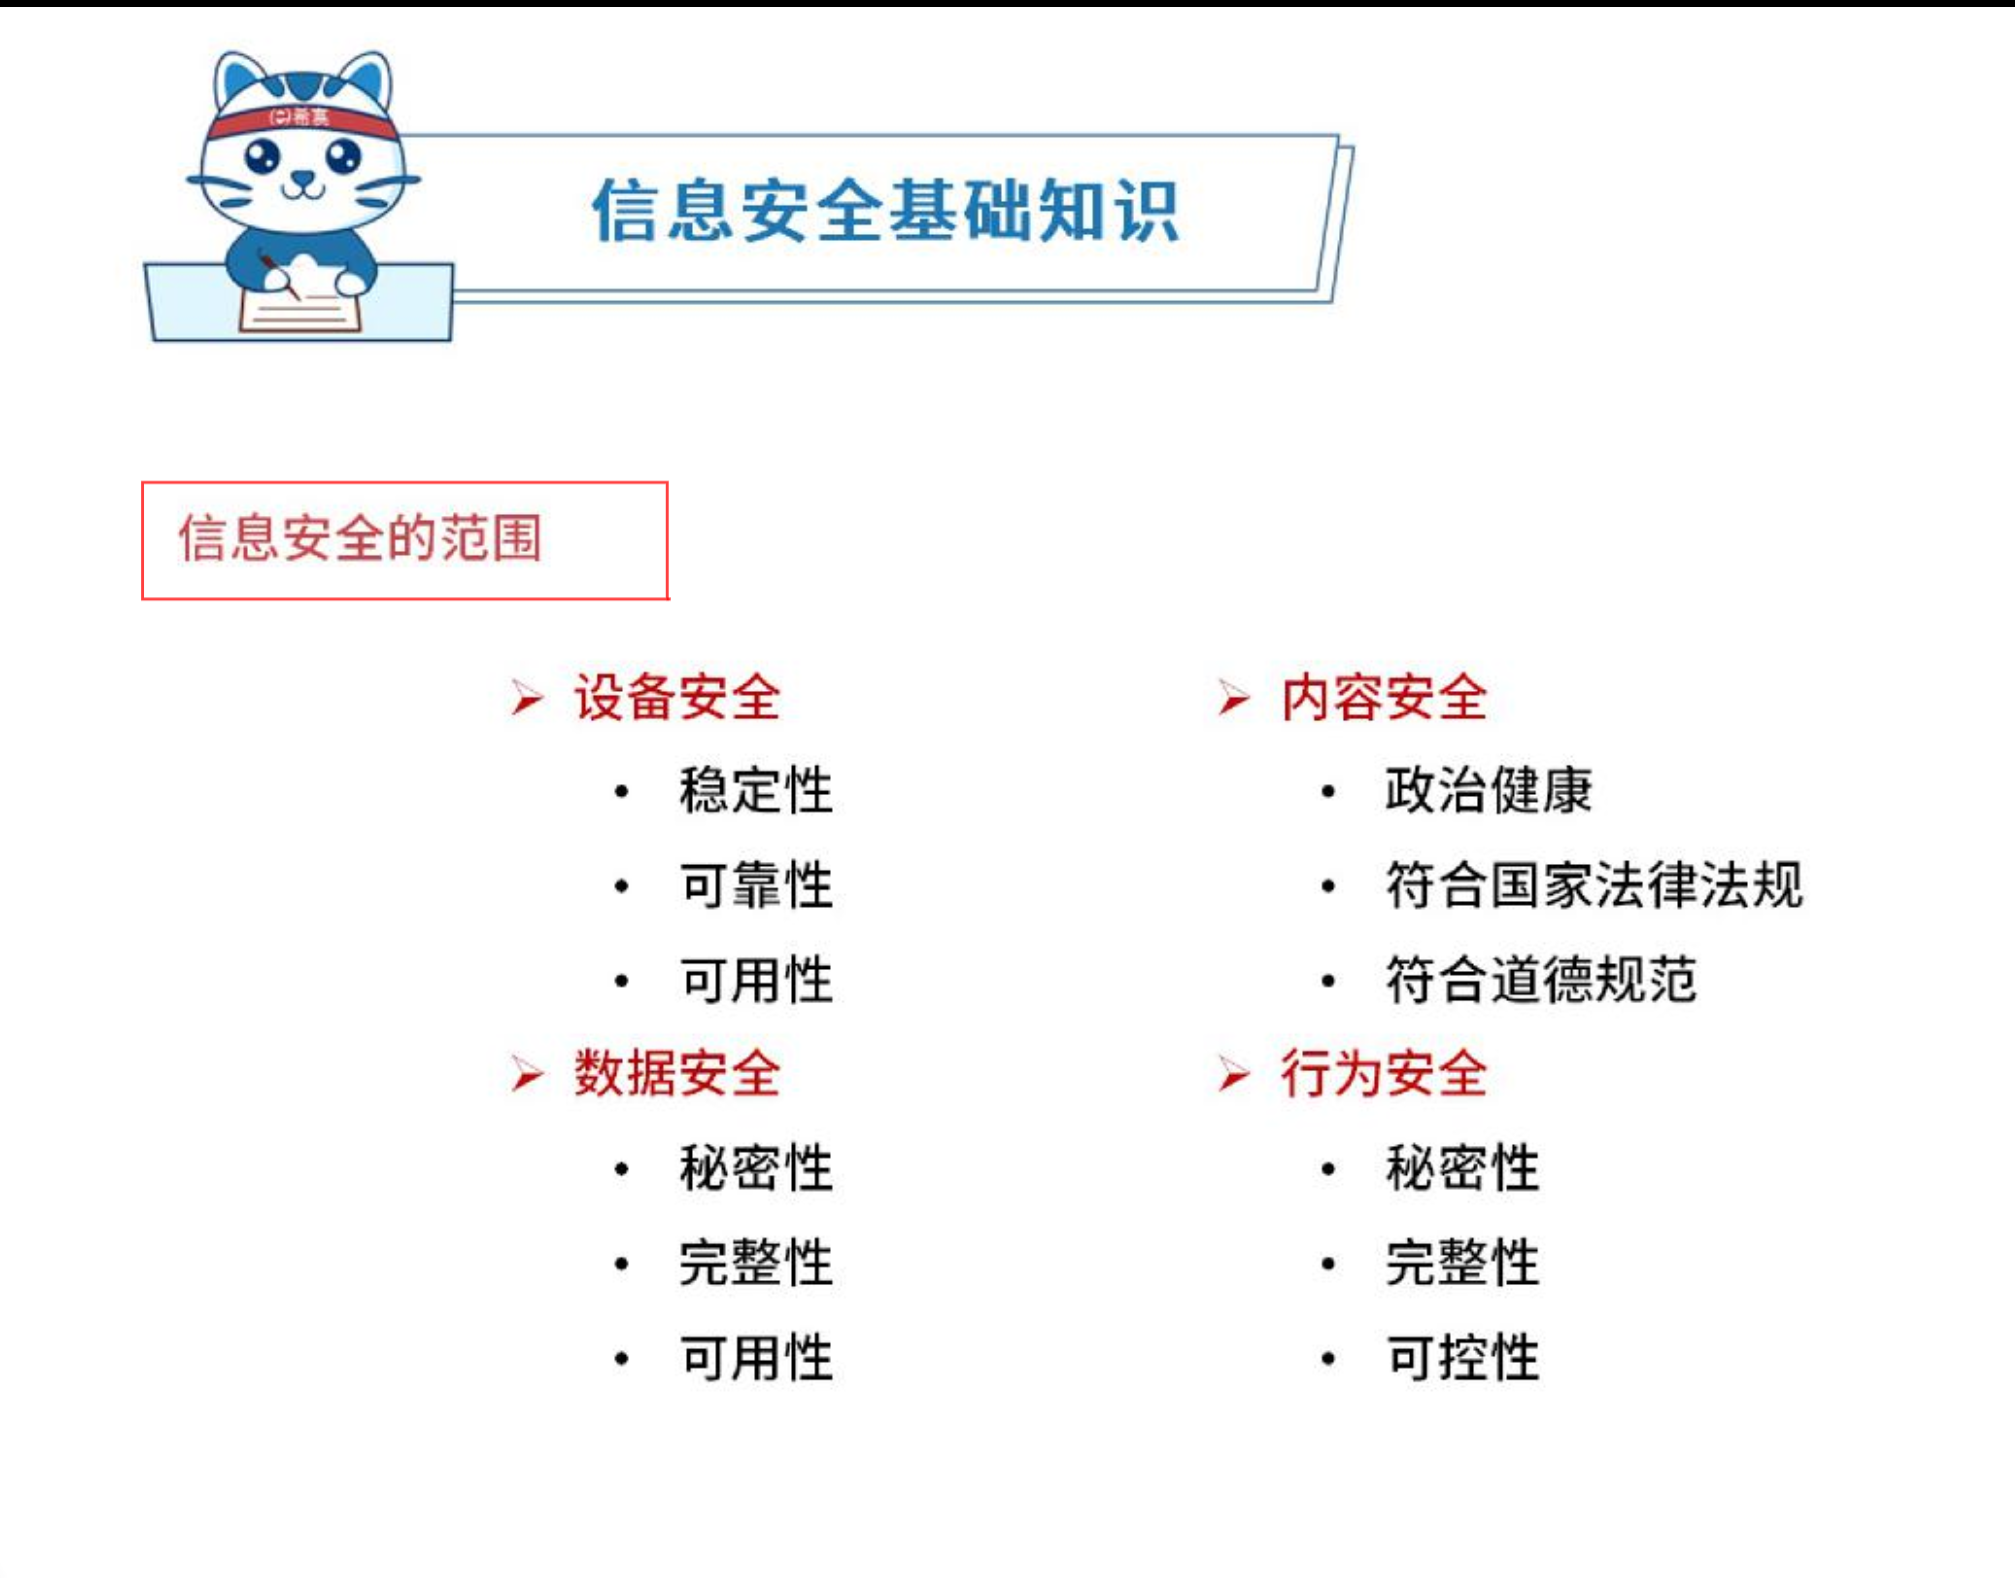 希赛
信息安全基础知识
信息安全的范围
➢ 设备安全
• 稳定性
• 可靠性
• 可用性
➢ 数据安全
• 秘密性
• 完整性
• 可用性
➢ 内容安全
• 政治健康
• 符合国家法律法规
• 符合道德规范
➢ 行为安全
• 秘密性
• 完整性
• 可控性